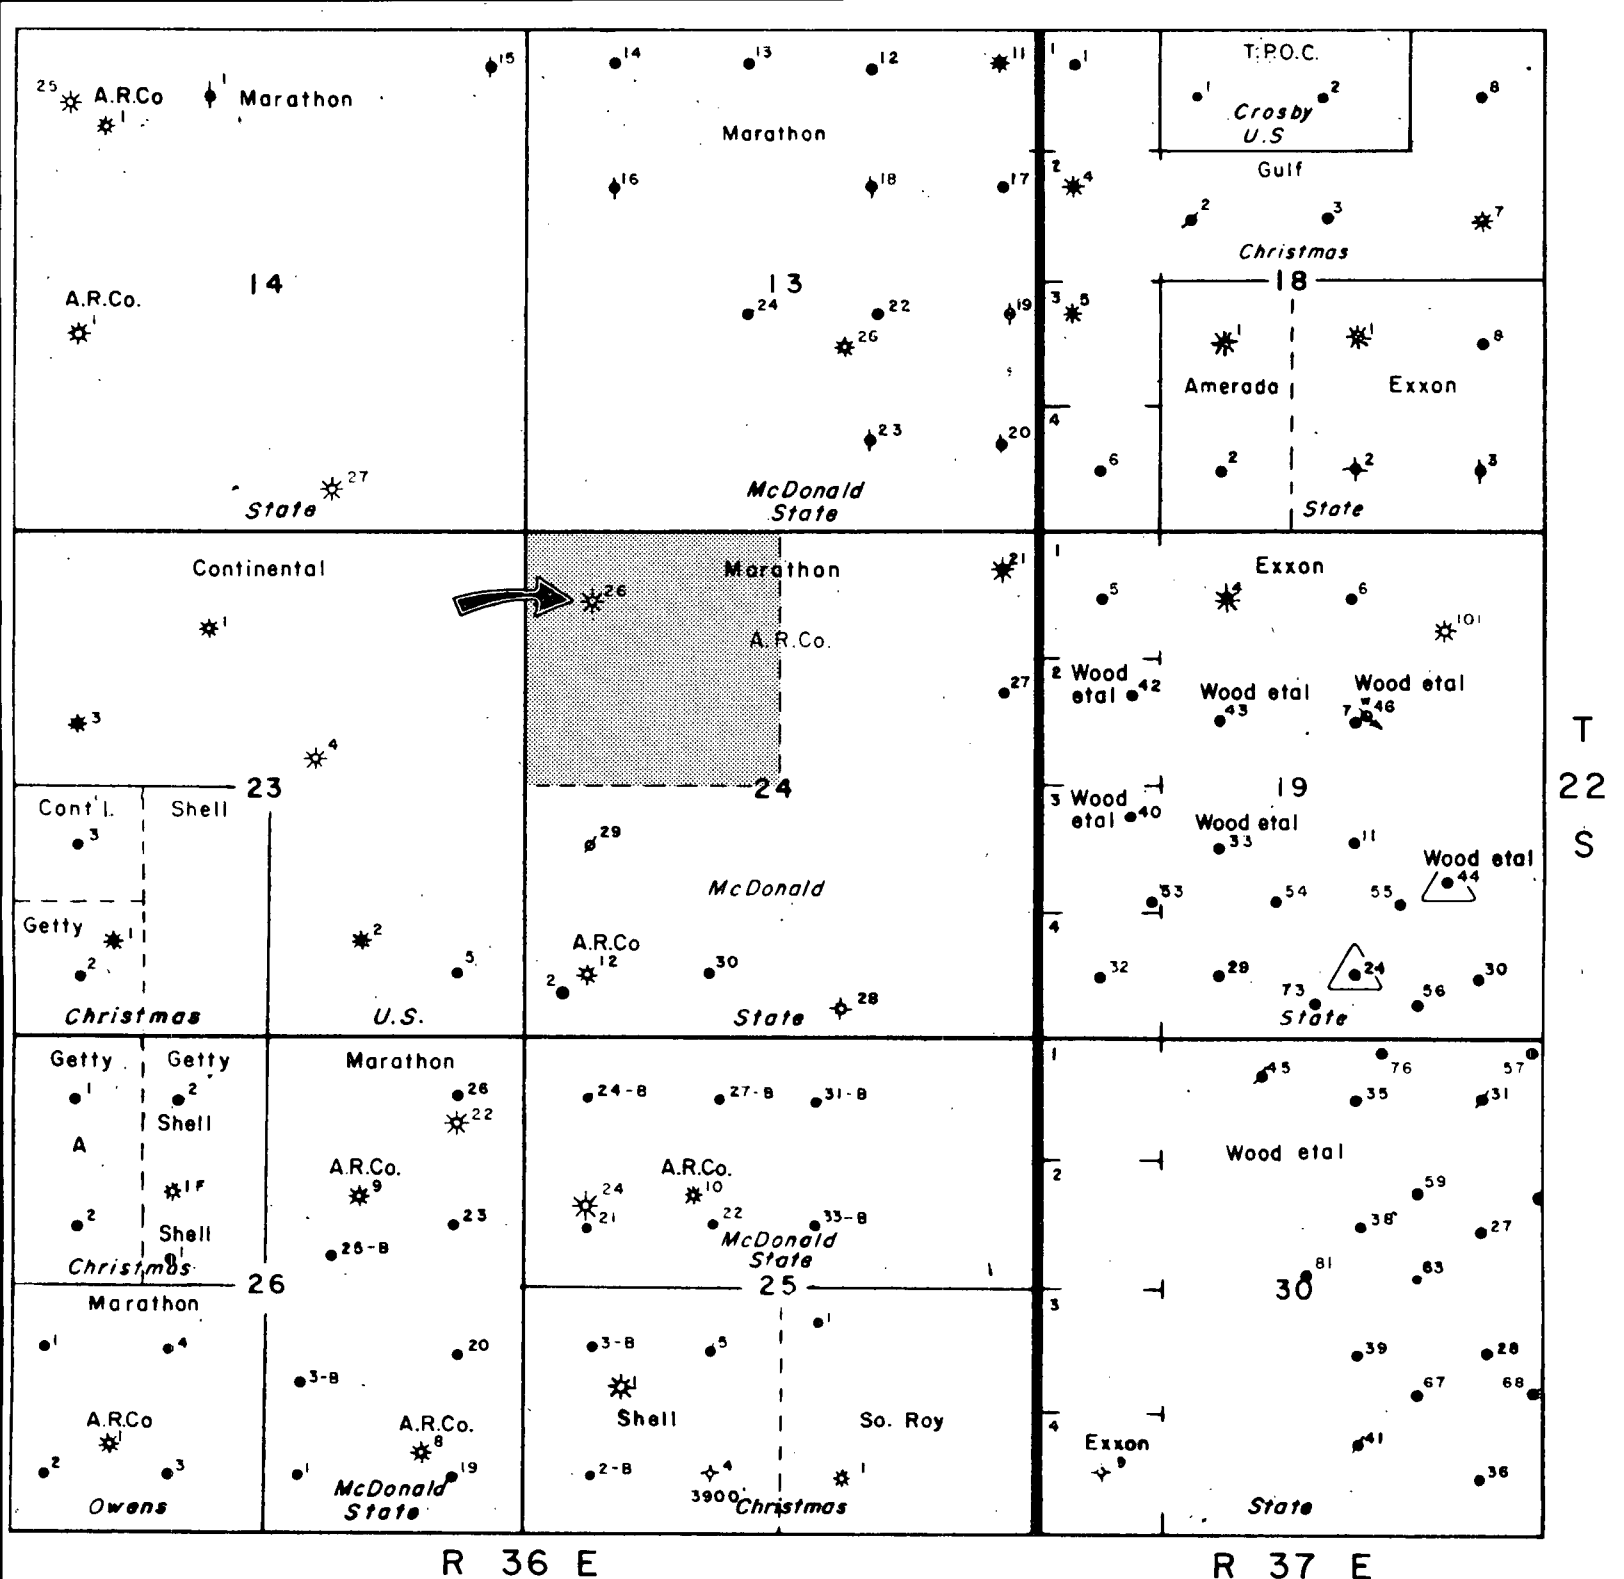 15 14 13 12 11 1 1 T.P.O.C.
25 A.R.Co 1 Marathon 1 2 8
1 Marathon Crosby
U.S
16 18 17 2 4 Gulf
2 3 7
Christmas
14 13 18
A.R.Co. 24 22 19 3 5
1 26 1 1 8
Amerada Exxon
4
23 20 6 2 2 3
27 McDonald
State State State
Continental Marathon 21 1 Exxon
26 5 4 6
1 A.R.Co. 101
27 2 Wood
etal 42 Wood etal Wood etal
3 43 7 W 46
4
23 24 19
T
22
S
Cont'l. Shell 3 Wood
etal 40 Wood etal
3 29 33 11
McDonald Wood etal
44
53 54 55
Getty 1 2 A.R.Co 4
2 5 12 30 32 29 24 30
2 28 73 56
Christmas U.S. State State
Getty Getty Marathon 1 45 76 57
1 2 26 24-B 27-B 31-B 35 31
Shell 22
A Wood etal
A.R.Co. A.R.Co. 2
1F 9 24 10 59
2 23 21 22 33-B 38 27
Shell McDonald
1 26-B State 81 63
Christmas
26 25 30
Marathon 3
1 4 20 3-B 5 1 39 28
3-B 1 67 68
A.R.Co A.R.Co. Shell So. Roy 4
1 8 Exxon 41
2 3 1 19 2-B 4 1 9 36
McDonald 3900'
Owens State Christmas State
R 36 E R 37 E